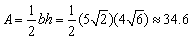 A = 1/2 bh = 1/2 (5√2)(4√6) ≈ 34.6